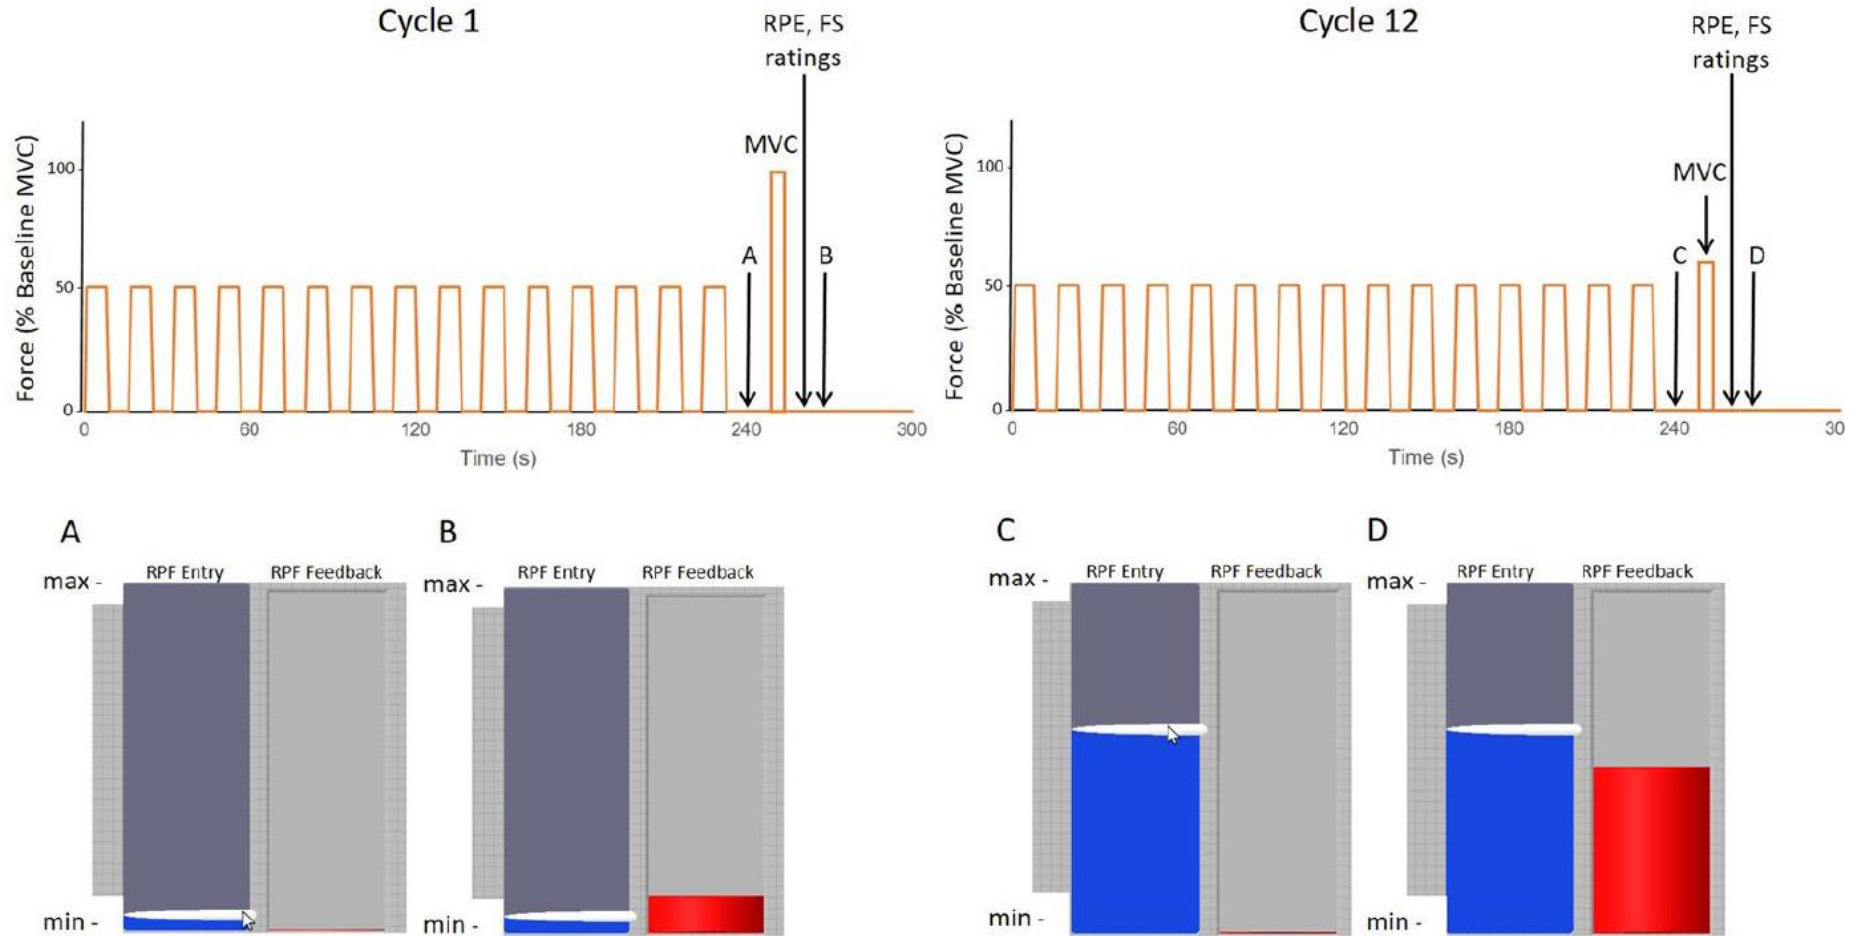 Cycle 1
RPE, FS
ratings
MVC
A
B
Force (% Baseline MVC)
100
50
0
0 60 120 180 240 300
Time (s)
Cycle 12
RPE, FS
ratings
MVC
C
D
Force (% Baseline MVC)
100
50
0
0 60 120 180 240 30
Time (s)
A
RPF Entry RPF Feedback
max -
min -
B
RPF Entry RPF Feedback
max -
min -
C
RPF Entry RPF Feedback
max -
min -
D
RPF Entry RPF Feedback
max -
min -